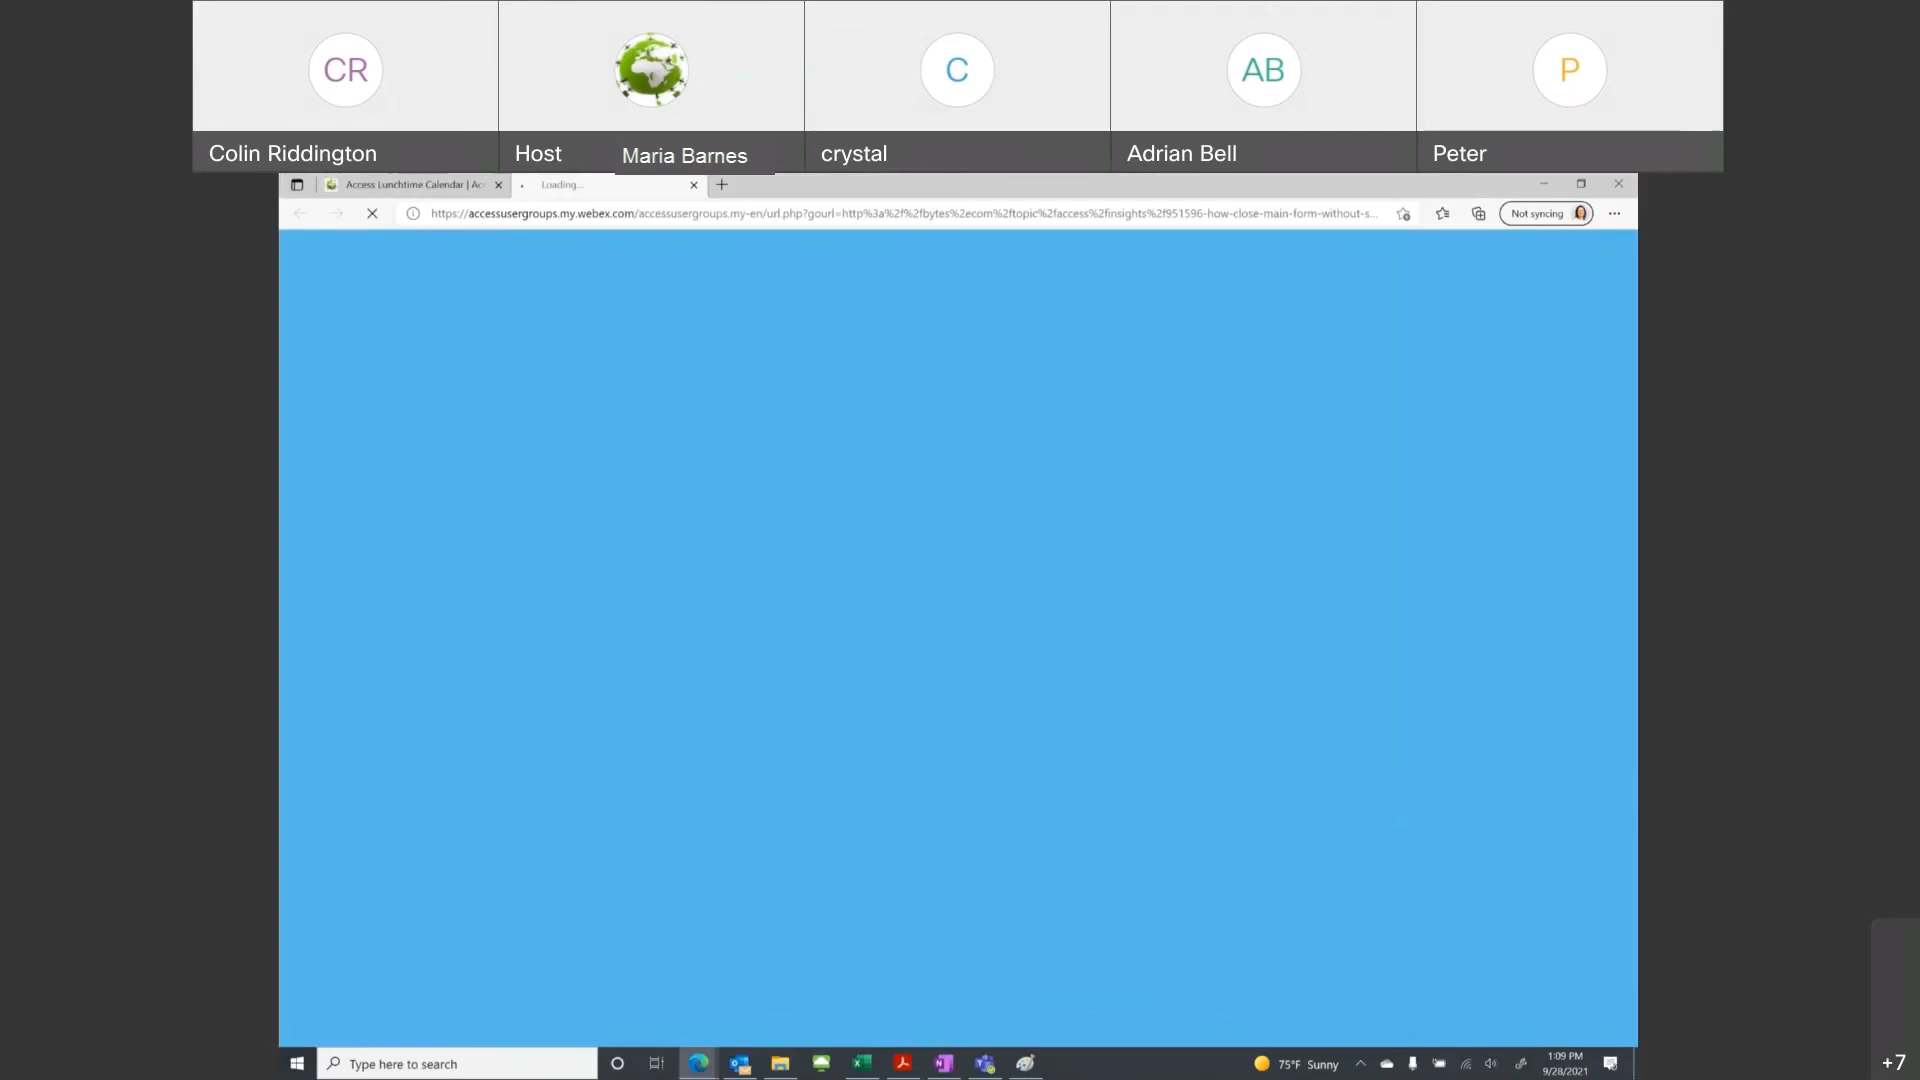 CR
C
AB
P
Colin Riddington
Host
Maria Barnes
crystal
Adrian Bell
Peter
Access Lunchtime Calendar | Acc
Loading...
https://accessusergroups.my.webex.com/accessusergroups.my-en/url.php?gourl=http%3a%2f%2fbytes%2ecom%2ftopic%2faccess%2finsights%2f951596-how-close-main-form-without-s...
Not syncing
Type here to search
75°F Sunny
1:09 PM
9/28/2021
+7